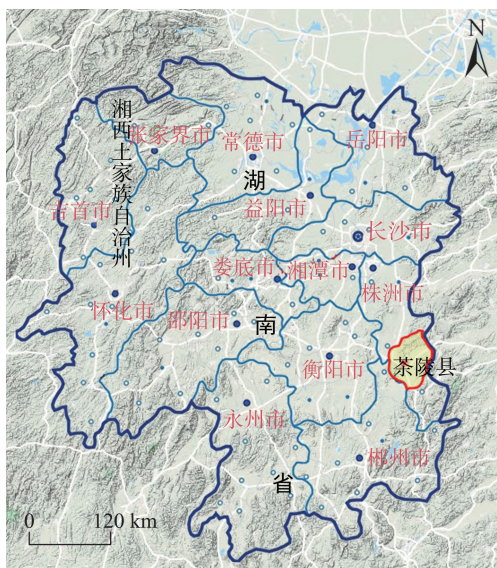 N
湘西土家族自治州
张家界市
常德市
岳阳市
湖
益阳市
吉首市
长沙市
娄底市
湘潭市
株洲市
怀化市
邵阳市
南
衡阳市
茶陵县
永州市
郴州市
省
0 120 km